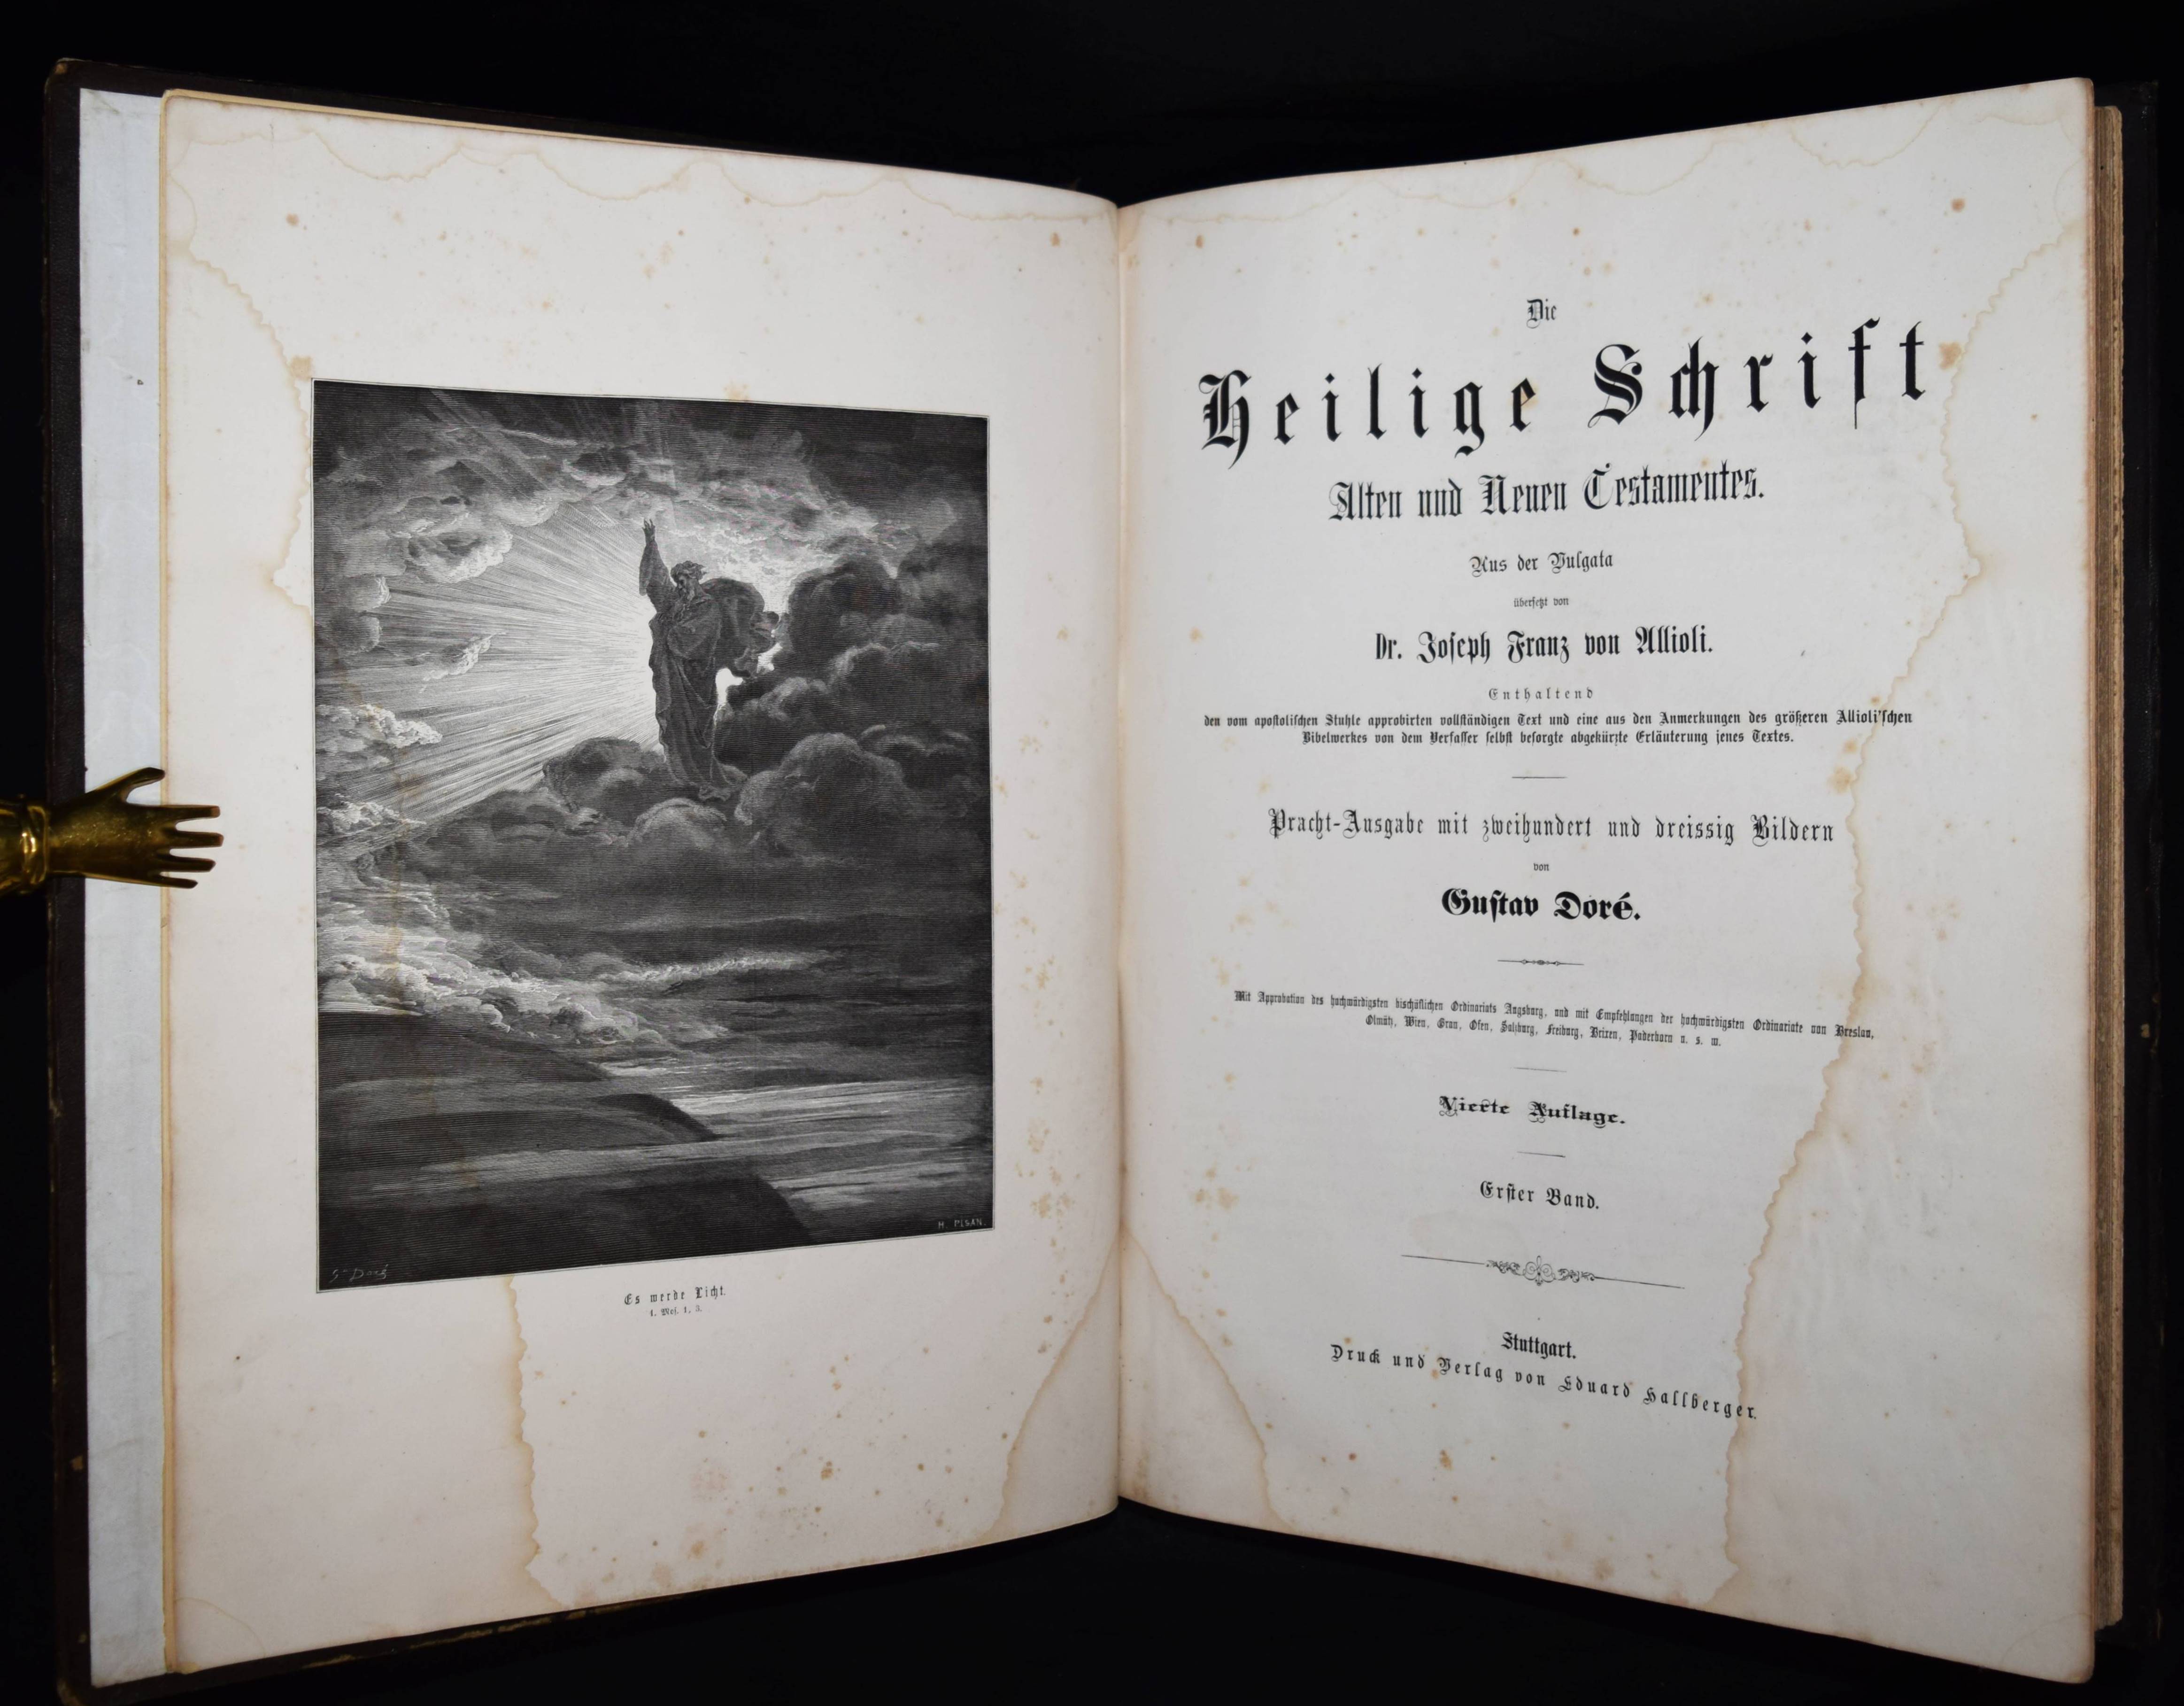 G Doré
H. PISAN.
Es werde Licht.
1. Mos. 1, 3.
Die
Heilige Schrift
Alten und Neuen Testamentes.
Aus der Vulgata
übersetzt von
Dr. Joseph Franz von Allioli.
Enthaltend
den vom apostolischen Stuhle approbirten vollständigen Text und eine aus den Anmerkungen des größeren Allioli'schen
Bibelwerkes von dem Verfasser selbst besorgte abgekürzte Erläuterung jenes Textes.
Pracht-Ausgabe mit zweihundert und dreissig Bildern
von
Gustav Doré.
Mit Approbation des hochwürdigsten bischöflichen Ordinariats Augsburg, und mit Empfehlungen der hochwürdigsten Ordinariate von Breslau,
Olmütz, Wien, Gran, Ofen, Salzburg, Freiburg, Brixen, Paderborn u. s. w.
Vierte Auflage.
Erster Band.
Stuttgart.
Druck und Verlag von Eduard Hallberger.